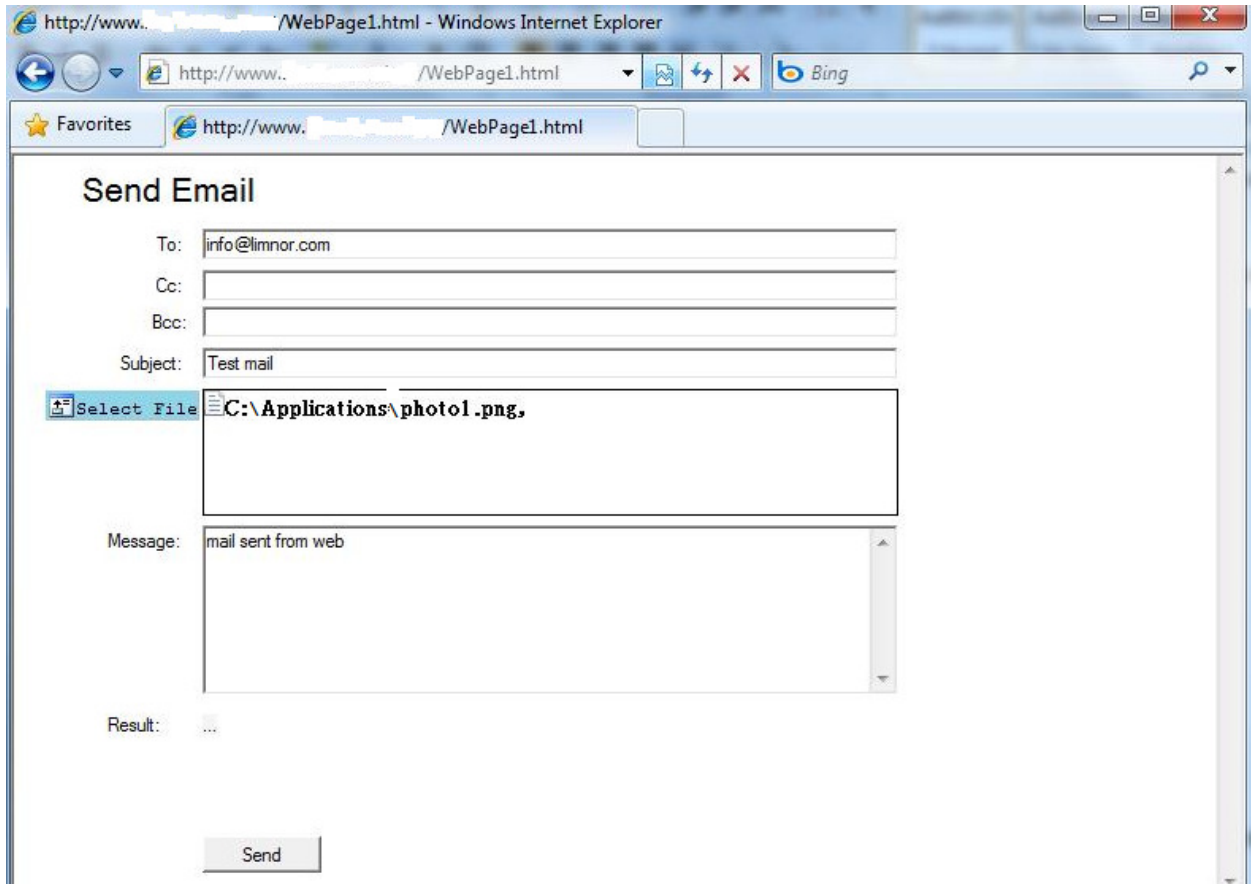 http://www. /WebPage1.html - Windows Internet Explorer
http://www.. /WebPage1.html
Bing
Favorites
http://www. /WebPage1.html
Send Email
To: info@limnor.com
Cc:
Bcc:
Subject: Test mail
Select File C:\Applications\photo1.png,
Message: mail sent from web
Result: ...
Send